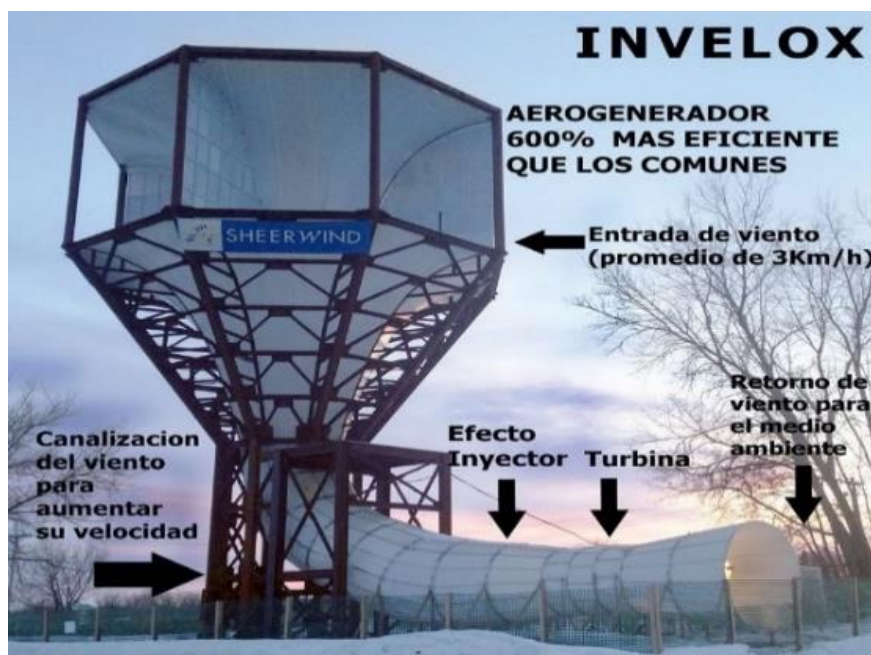 INVELOX
AEROGENERADOR
600% MAS EFICIENTE
QUE LOS COMUNES
SHEERWIND
Entrada de viento
(promedio de 3Km/h)
Retorno de
viento para
el medio
ambiente
Efecto
Inyector
Turbina
Canalizacion
del viento
para
aumentar
su velocidad